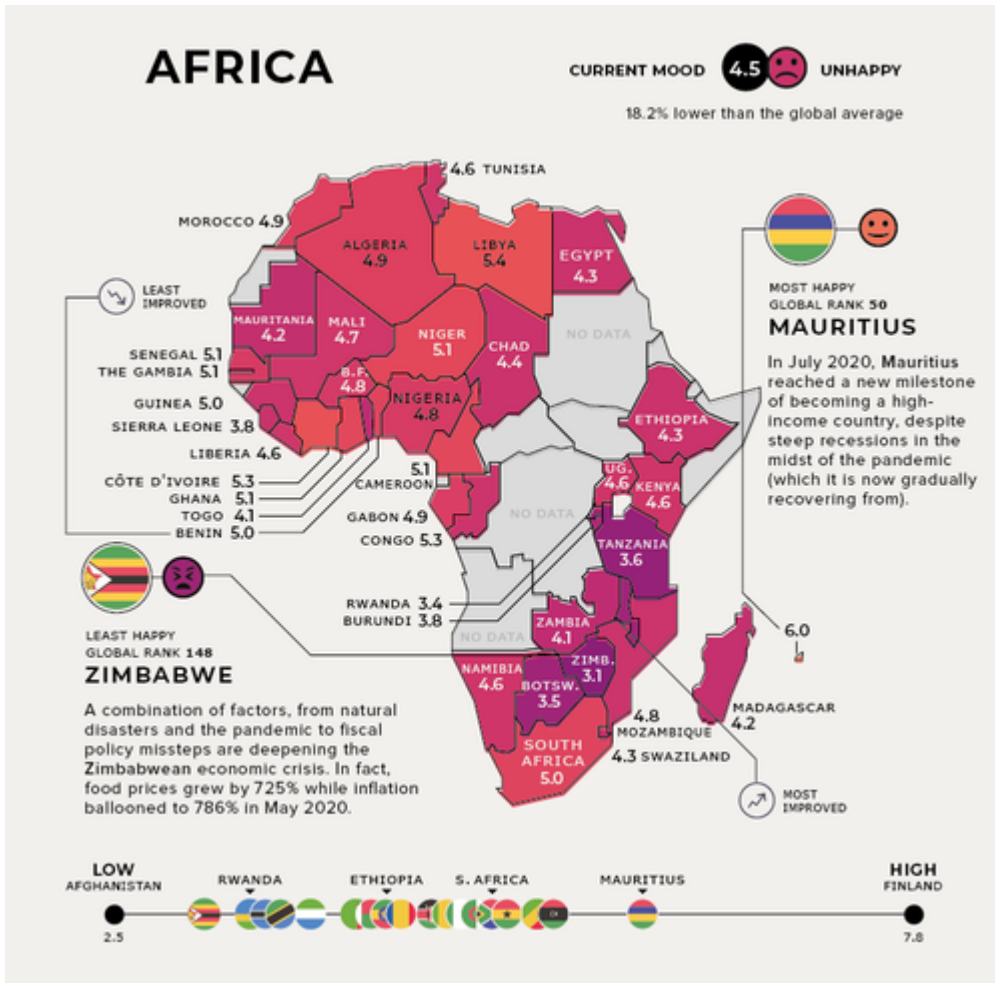 AFRICA
CURRENT MOOD 4.5 UNHAPPY
18.2% lower than the global average
4.6 TUNISIA
MOROCCO 4.9
ALGERIA
4.9
LIBYA
5.4
EGYPT
4.3
LEAST
IMPROVED
MAURITANIA
4.2
MALI
4.7
NIGER
5.1
CHAD
4.4
NO DATA
SENEGAL 5.1
THE GAMBIA 5.1
B.F.
4.8
NIGERIA
4.8
GUINEA 5.0
SIERRA LEONE 3.8
LIBERIA 4.6
ETHIOPIA
4.3
CÔTE D'IVOIRE 5.3
GHANA 5.1
TOGO 4.1
BENIN 5.0
5.1
CAMEROON
UG.
4.6
KENYA
4.6
GABON 4.9
CONGO 5.3
NO DATA
TANZANIA
3.6
RWANDA 3.4
BURUNDI 3.8
NO DATA
ZAMBIA
4.1
NAMIBIA
4.6
BOTSW.
3.5
ZIMB.
3.1
SOUTH
AFRICA
5.0
4.8
MOZAMBIQUE
4.3 SWAZILAND
MADAGASCAR
4.2
6.0
MOST
IMPROVED
MOST HAPPY
GLOBAL RANK 50
MAURITIUS
In July 2020, Mauritius
reached a new milestone
of becoming a high-
income country, despite
steep recessions in the
midst of the pandemic
(which it is now gradually
recovering from).
LEAST HAPPY
GLOBAL RANK 148
ZIMBABWE
A combination of factors, from natural
disasters and the pandemic to fiscal
policy missteps are deepening the
Zimbabwean economic crisis. In fact,
food prices grew by 725% while inflation
ballooned to 786% in May 2020.
LOW
AFGHANISTAN
2.5
RWANDA
ETHIOPIA
S. AFRICA
MAURITIUS
HIGH
FINLAND
7.8